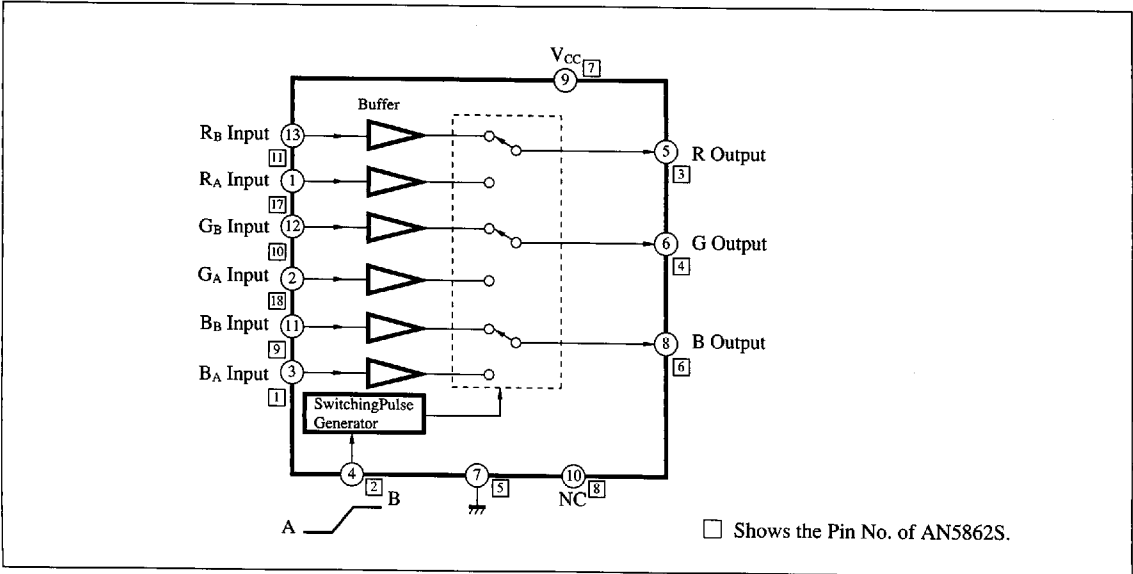 VCC 7
9
Buffer
RB Input 13
11
5 R Output
3
RA Input 1
17
GB Input 12
10
6 G Output
4
GA Input 2
18
BB Input 11
9
8 B Output
6
BA Input 3
1
SwitchingPulse
Generator
4
2
7
5
10
8
NC
A B
□ Shows the Pin No. of AN5862S.